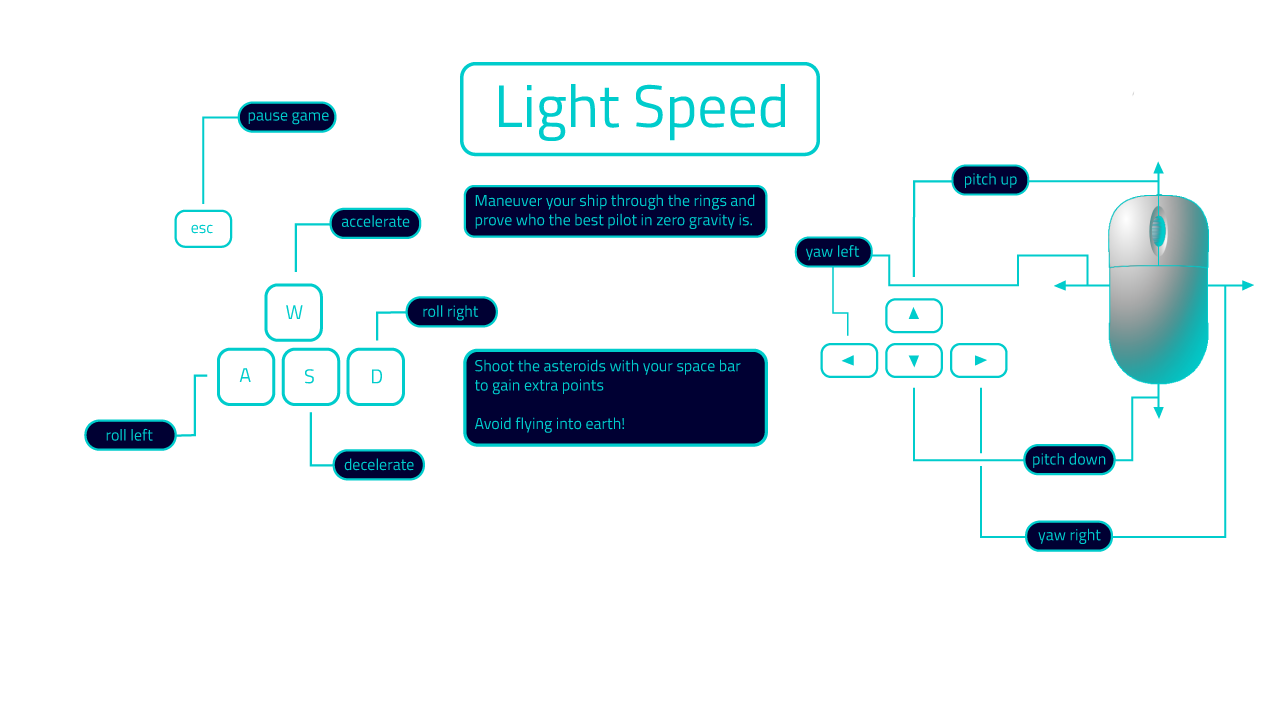 Light Speed
pause game
esc
accelerate
W
roll right
A
S
D
roll left
decelerate
Maneuver your ship through the rings and
prove who the best pilot in zero gravity is.
Shoot the asteroids with your space bar
to gain extra points
Avoid flying into earth!
pitch up
yaw left
pitch down
yaw right